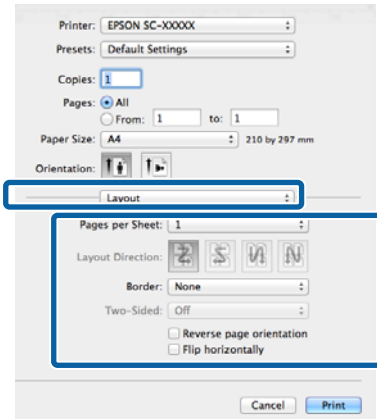 Printer: EPSON SC-XXXXX
Presets: Default Settings
Copies: 1
Pages: All
From: 1 to: 1
Paper Size: A4 210 by 297 mm
Orientation:
Layout
Pages per Sheet: 1
Layout Direction:
Border: None
Two-Sided: Off
Reverse page orientation
Flip horizontally
Cancel Print